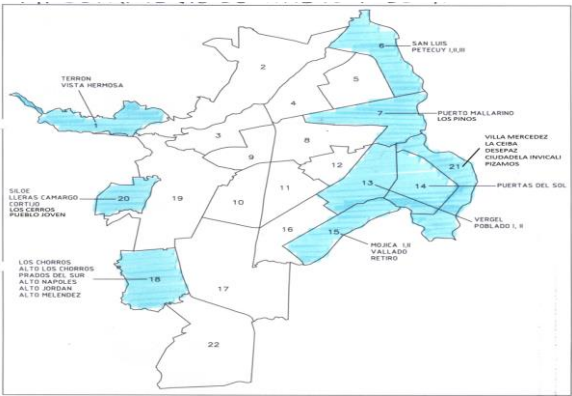 6
SAN LUIS
PETECUY I,II,III
2
5
TERRON
VISTA HERMOSA
4
1
7
PUERTO MALLARINO
LOS PINOS
3
8
VILLA MERCEDEZ
LA CEIBA
DESEPAZ
CIUDADELA INVICALI
PIZAMOS
9
12
21
SILOE
LLERAS CAMARGO
CORTIJO
LOS CERROS
PUEBLO JOVEN
20
19
10
11
13
14
PUERTAS DEL SOL
VERGEL
POBLADO I, II
16
15
MOJICA I,II
VALLADO
RETIRO
LOS CHORROS
ALTO LOS CHORROS
PRADOS DEL SUR
ALTO NAPOLES
ALTO JORDAN
ALTO MELENDEZ
18
17
22